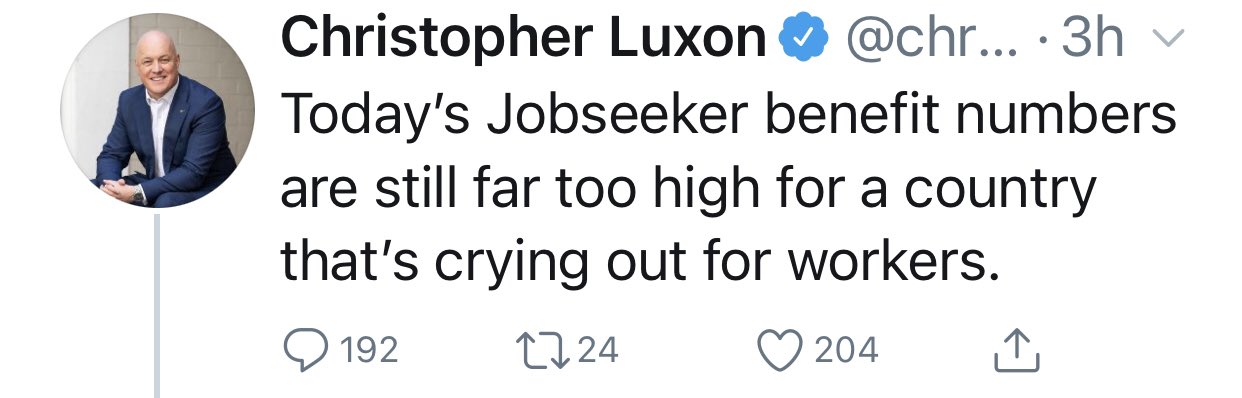 Christopher Luxon @chr... · 3h
Today’s Jobseeker benefit numbers
are still far too high for a country
that’s crying out for workers.
192 24 204